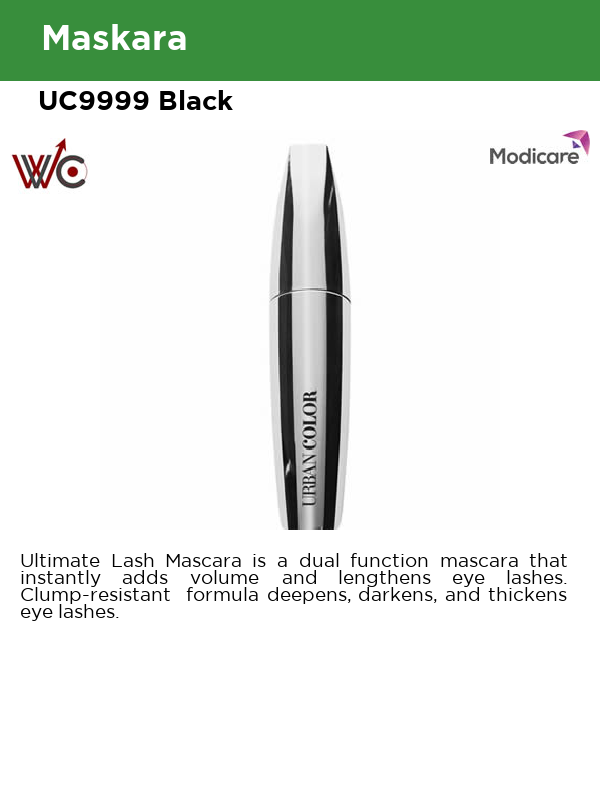 Maskara
UC9999 Black
WC
Modicare
URBAN COLOR
Ultimate Lash Mascara is a dual function mascara that
instantly adds volume and lengthens eye lashes.
Clump-resistant formula deepens, darkens, and thickens
eye lashes.